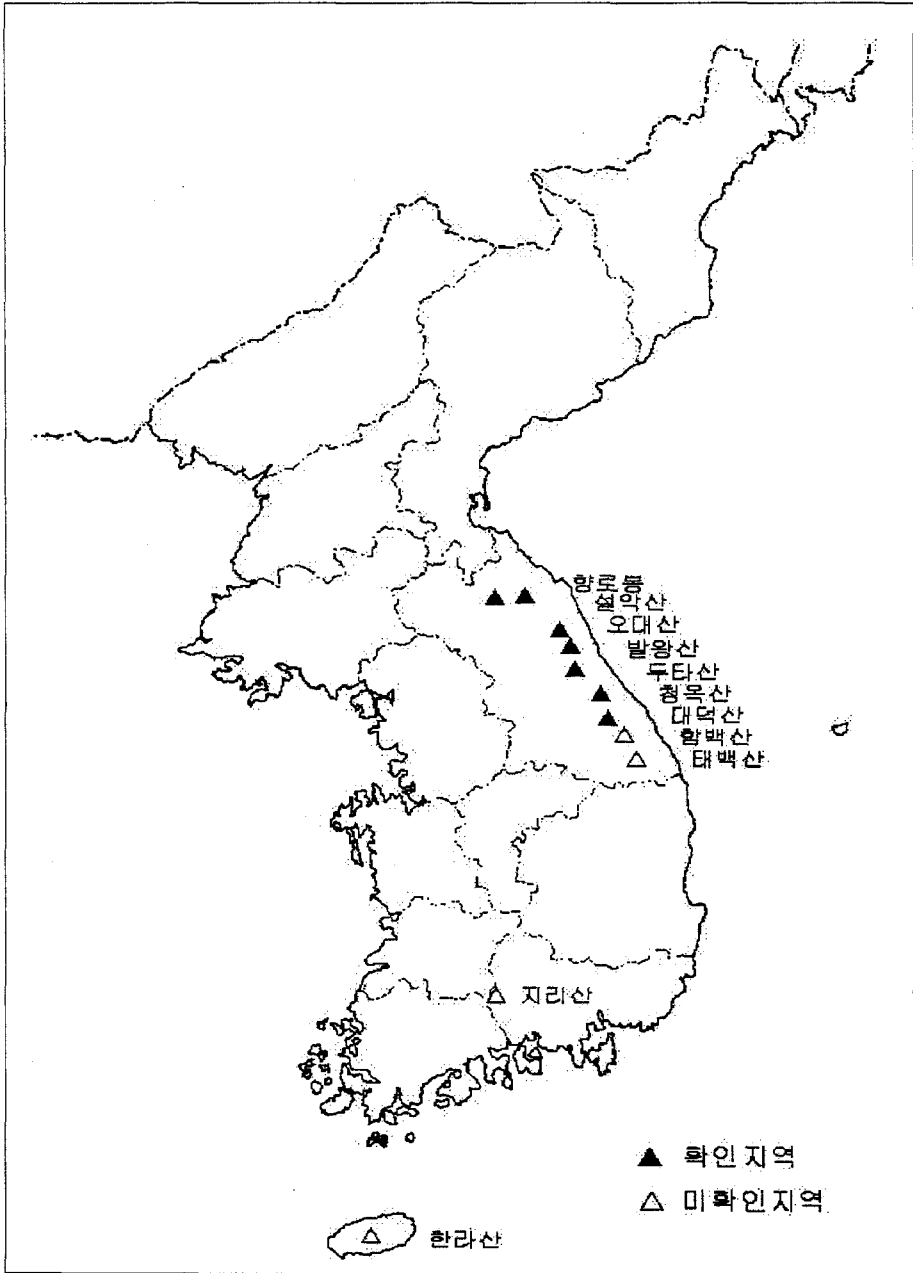 향로봉
설악산
오대산
발왕산
두타산
청옥산
대덕산
함백산
태백산
지리산
▲ 확인지역
△ 미확인지역
한라산